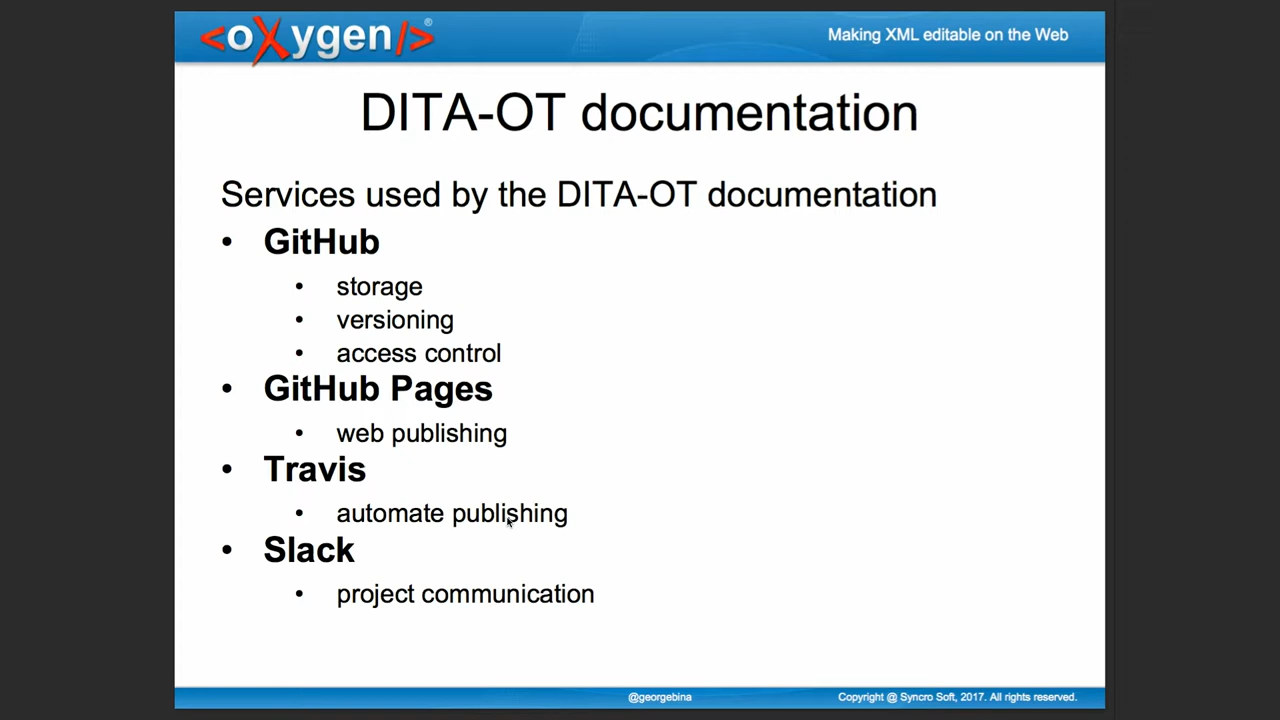 <oXygen/>®
Making XML editable on the Web
DITA-OT documentation
Services used by the DITA-OT documentation
• GitHub
• storage
• versioning
• access control
• GitHub Pages
• web publishing
• Travis
• automate publishing
• Slack
• project communication
@georgebina
Copyright @ Syncro Soft, 2017. All rights reserved.